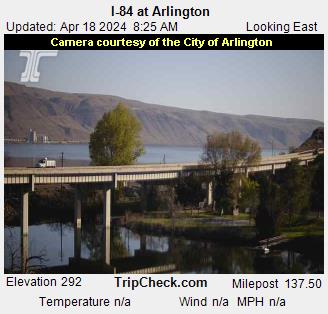 I-84 at Arlington
Updated: Apr 18 2024 8:25 AM Looking East
Camera courtesy of the City of Arlington
Elevation 292 TripCheck.com Milepost 137.50
Temperature n/a Wind n/a MPH n/a